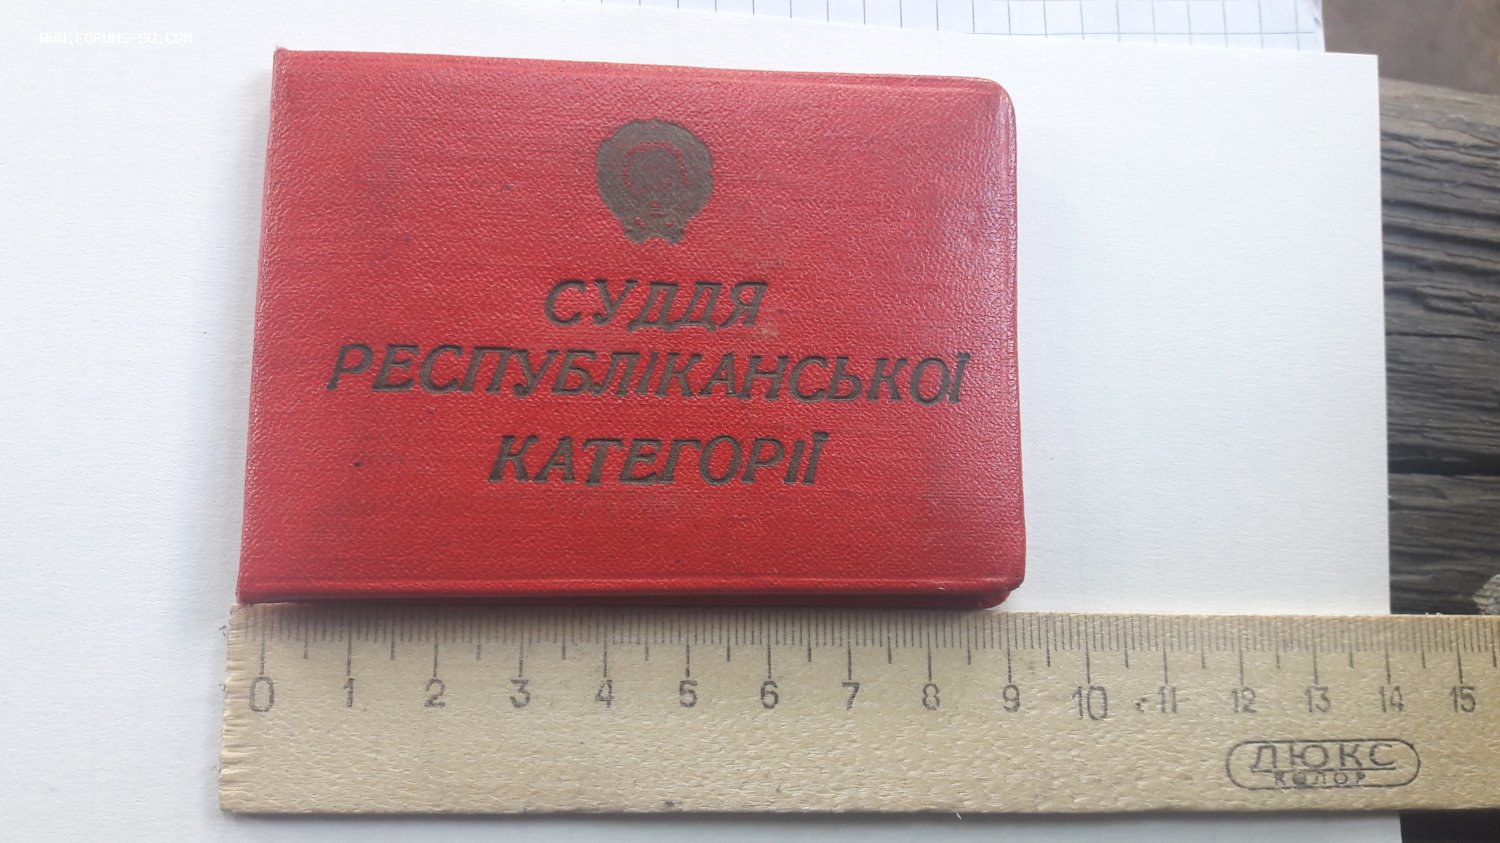 WWW.FORUMS-SU.COM
СУДДЯ
РЕСПУБЛІКАНСЬКОЇ
КАТЕГОРІЇ
0 1 2 3 4 5 6 7 8 9 10 11 12 13 14 15
ЛЮКС
КОЛОР